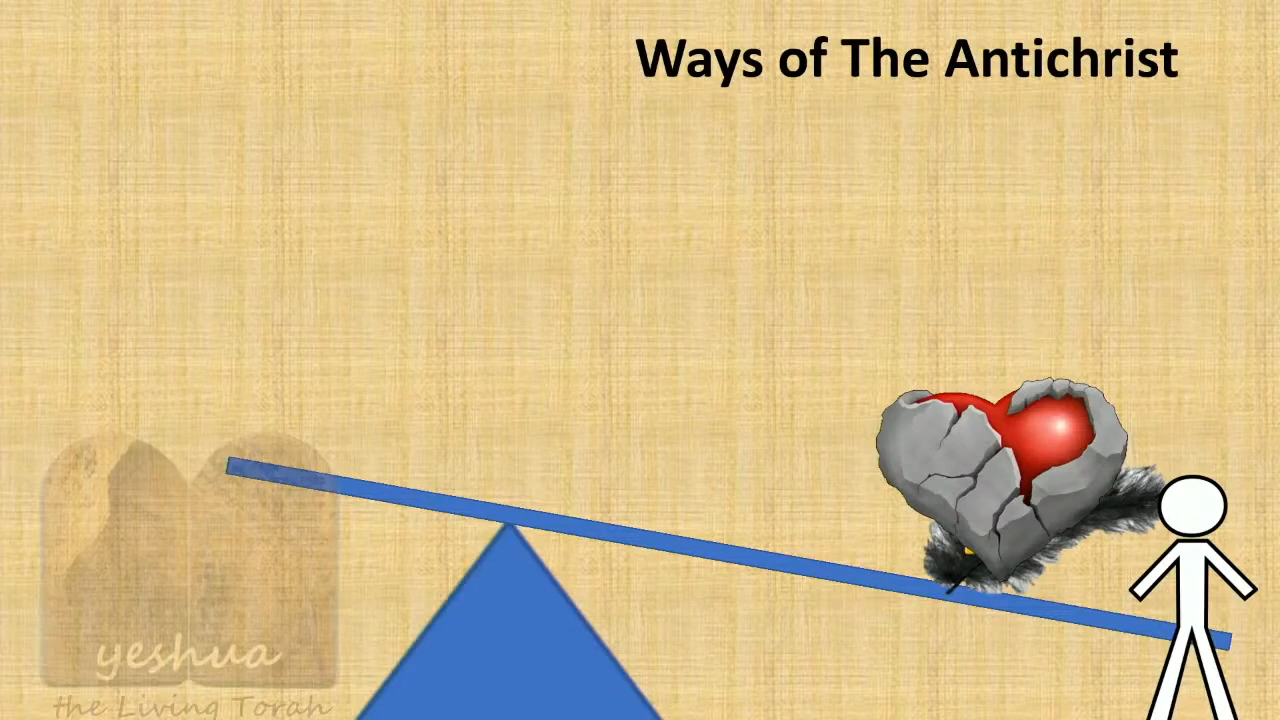 Ways of The Antichrist
yeshua
the Living Torah